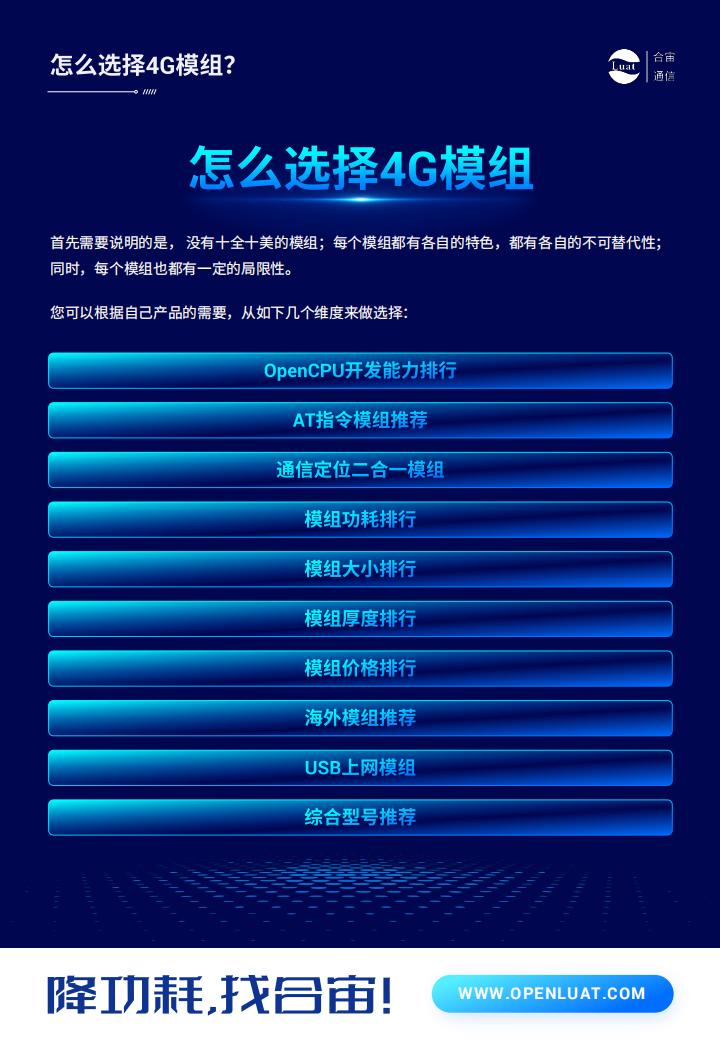 怎么选择4G模组？
Luat
合宙
通信
怎么选择4G模组
首先需要说明的是， 没有十全十美的模组；每个模组都有各自的特色，都有各自的不可替代性；
同时，每个模组也都有一定的局限性。
您可以根据自己产品的需要，从如下几个维度来做选择：
OpenCPU开发能力排行
AT指令模组推荐
通信定位二合一模组
模组功耗排行
模组大小排行
模组厚度排行
模组价格排行
海外模组推荐
USB上网模组
综合型号推荐
降功耗,找合宙!
WWW.OPENLUAT.COM